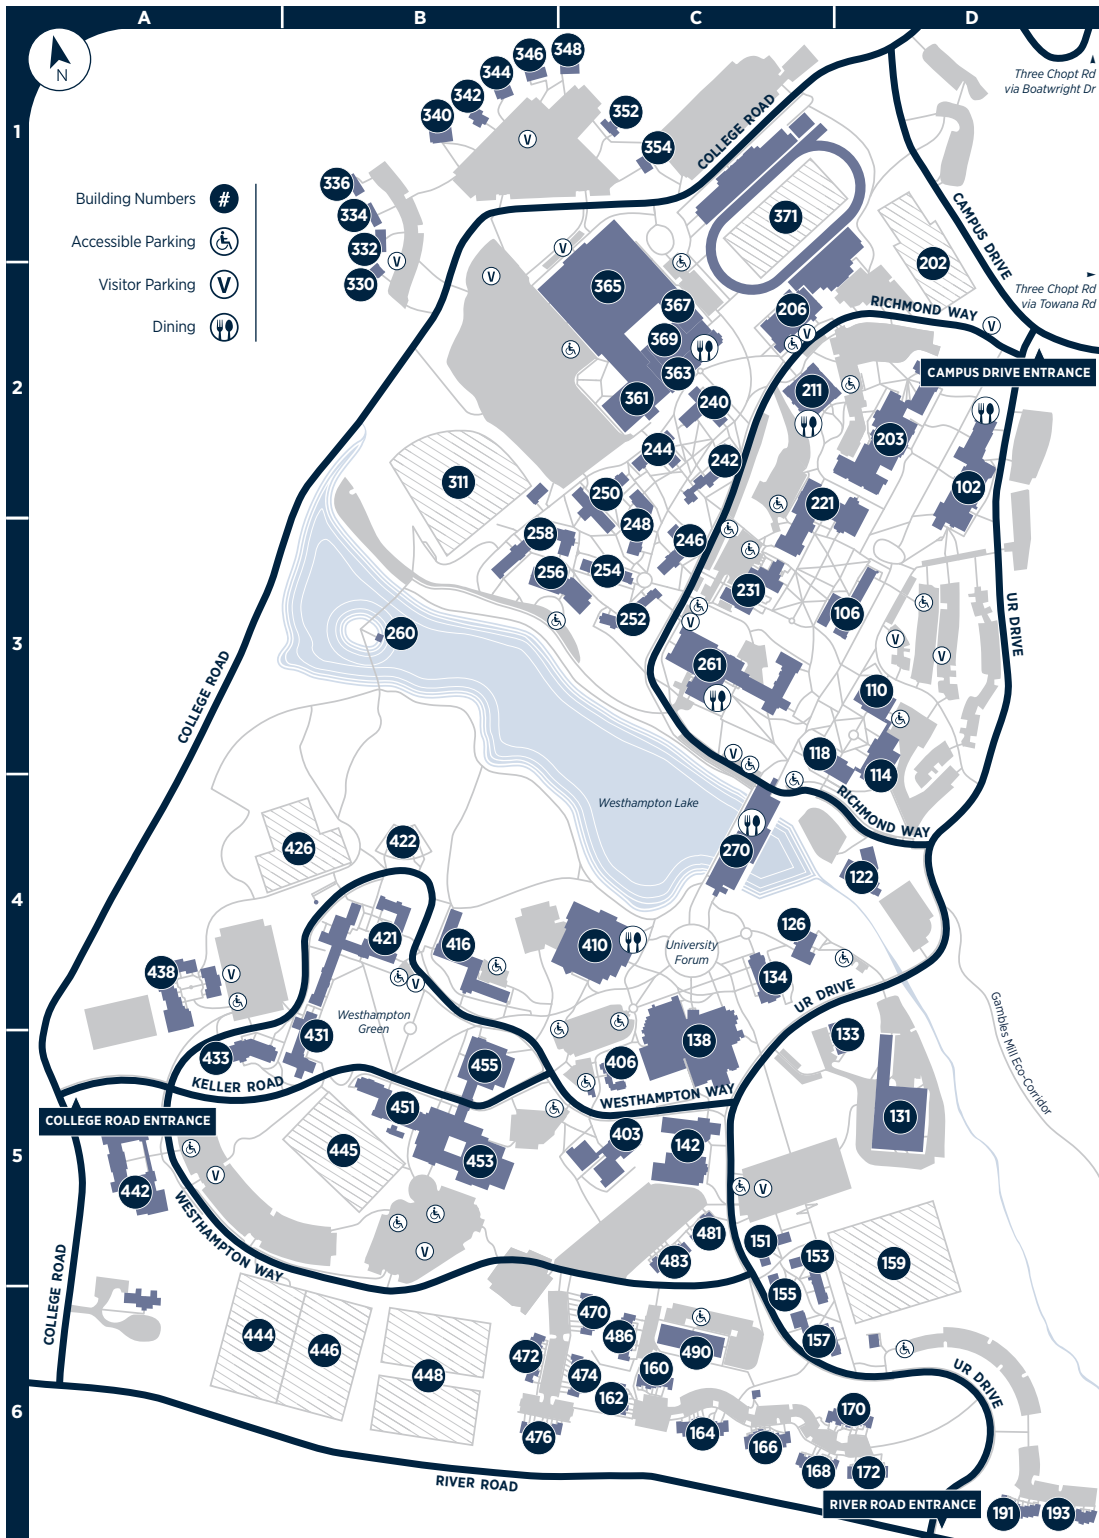 A
B
C
D
1
2
3
4
5
6
N
Building Numbers #
Accessible Parking
Visitor Parking V
Dining
Three Chopt Rd
via Boatwright Dr
Three Chopt Rd
via Towana Rd
346
348
344
342
340
352
354
336
334
332
330
V
V
V
V
COLLEGE ROAD
CAMPUS DRIVE
371
202
365
367
369
363
361
206
V
RICHMOND WAY
V
CAMPUS DRIVE ENTRANCE
211
240
203
244
242
102
311
250
221
248
246
258
256
254
231
252
106
V
260
UR DRIVE
V
V
261
COLLEGE ROAD
110
V
118
114
Westhampton Lake
RICHMOND WAY
422
426
270
122
126
421
416
410
University
Forum
438
V
V
134
UR DRIVE
Gambles Mill Eco-Corridor
Westhampton
Green
431
433
138
133
455
406
KELLER ROAD
WESTHAMPTON WAY
COLLEGE ROAD ENTRANCE
451
131
403
142
445
453
V
442
V
WESTHAMPTON WAY
V
481
151
483
153
159
155
COLLEGE ROAD
470
444
446
486
490
157
472
448
474
160
162
UR DRIVE
170
476
164
166
168
172
RIVER ROAD
RIVER ROAD ENTRANCE
191
193